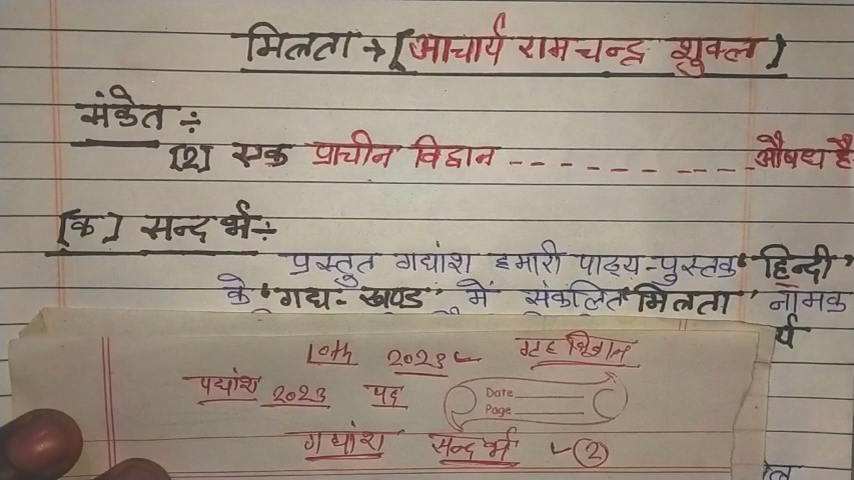 मित्रता → [आचार्य रामचन्द्र शुक्ल]
संकेत ÷
[2] एक प्राचीन विद्वान - - - - - - - - - - औषध है
[क] सन्दर्भ ÷
प्रस्तुत गद्यांश हमारी पाठ्य-पुस्तक 'हिन्दी'
के 'गद्य-खण्ड' में संकलित 'मित्रता' नामक
र्य
10th 2023 गृह विज्ञान
पद्यांश 2023 पद्य
Date
Page
गद्यांश सन्दर्भ (2)